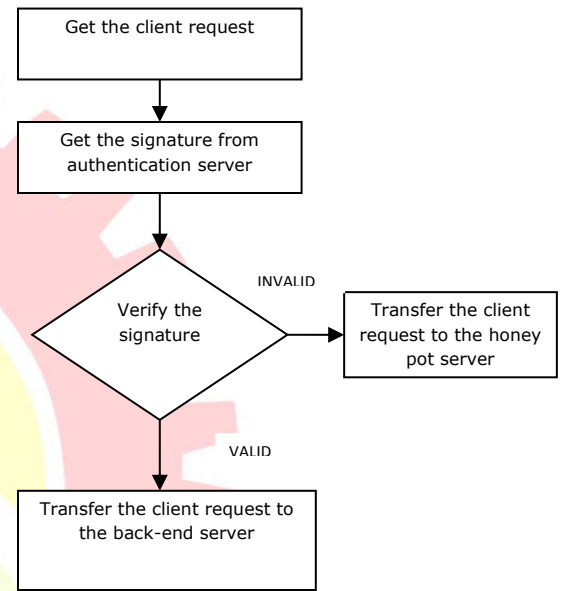 Get the client request
Get the signature from
authentication server
Verify the
signature
INVALID
Transfer the client
request to the honey
pot server
VALID
Transfer the client request to
the back-end server